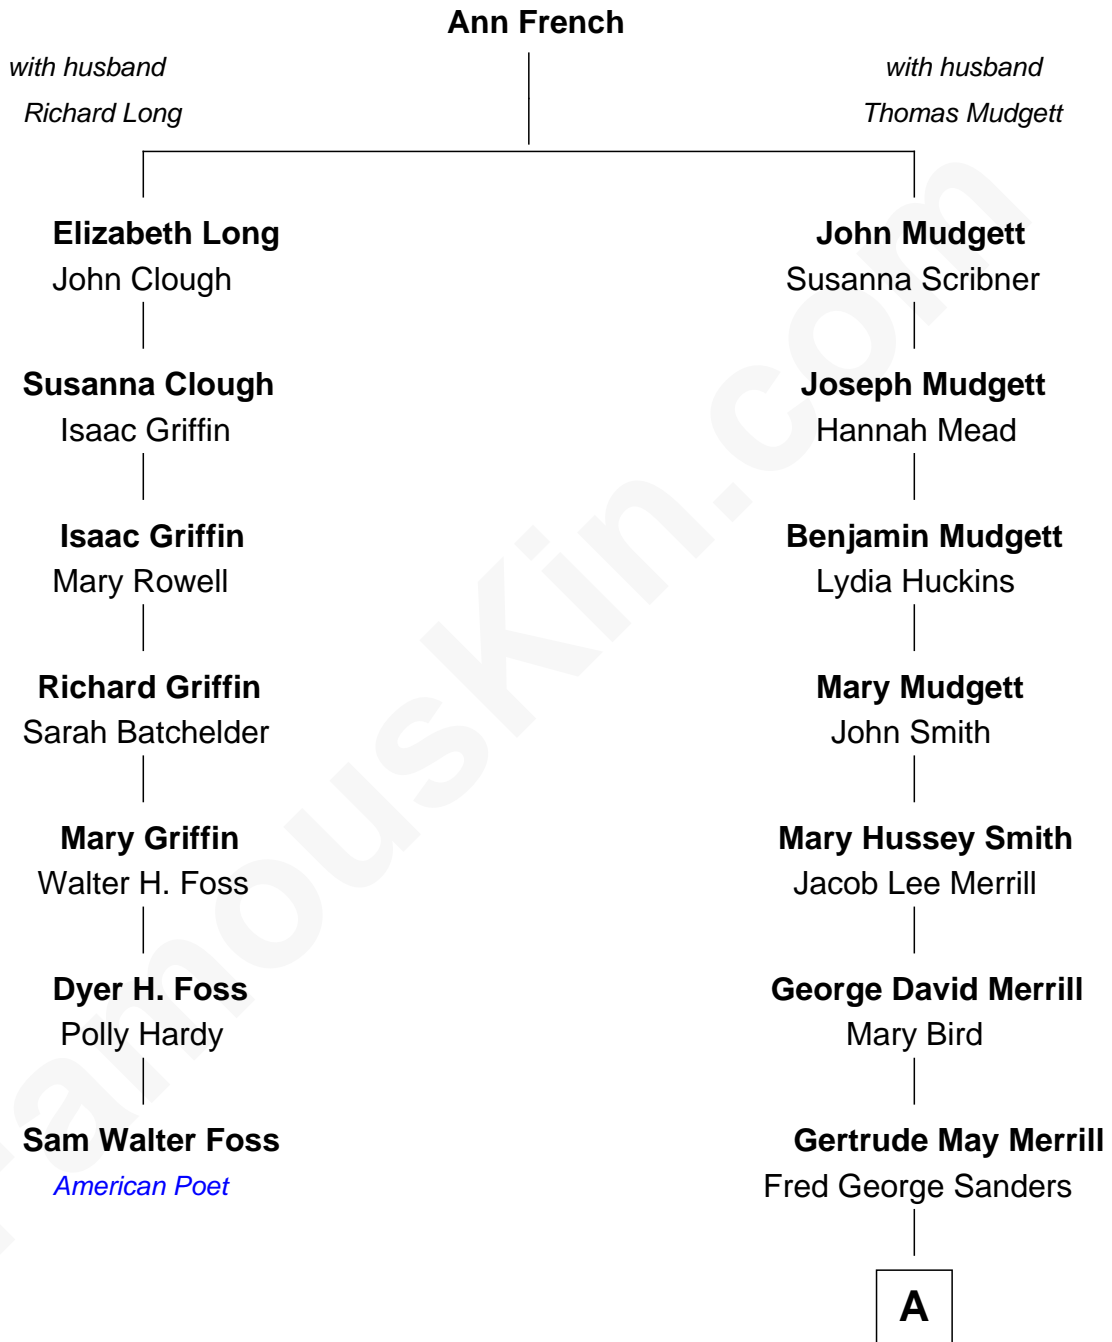 Ann French
with husband
Richard Long
with husband
Thomas Mudgett
Elizabeth Long
John Clough
John Mudgett
Susanna Scribner
Susanna Clough
Isaac Griffin
Joseph Mudgett
Hannah Mead
Isaac Griffin
Mary Rowell
Benjamin Mudgett
Lydia Huckins
Richard Griffin
Sarah Batchelder
Mary Mudgett
John Smith
Mary Griffin
Walter H. Foss
Mary Hussey Smith
Jacob Lee Merrill
Dyer H. Foss
Polly Hardy
George David Merrill
Mary Bird
Sam Walter Foss
American Poet
Gertrude May Merrill
Fred George Sanders
A
FamousKin.com